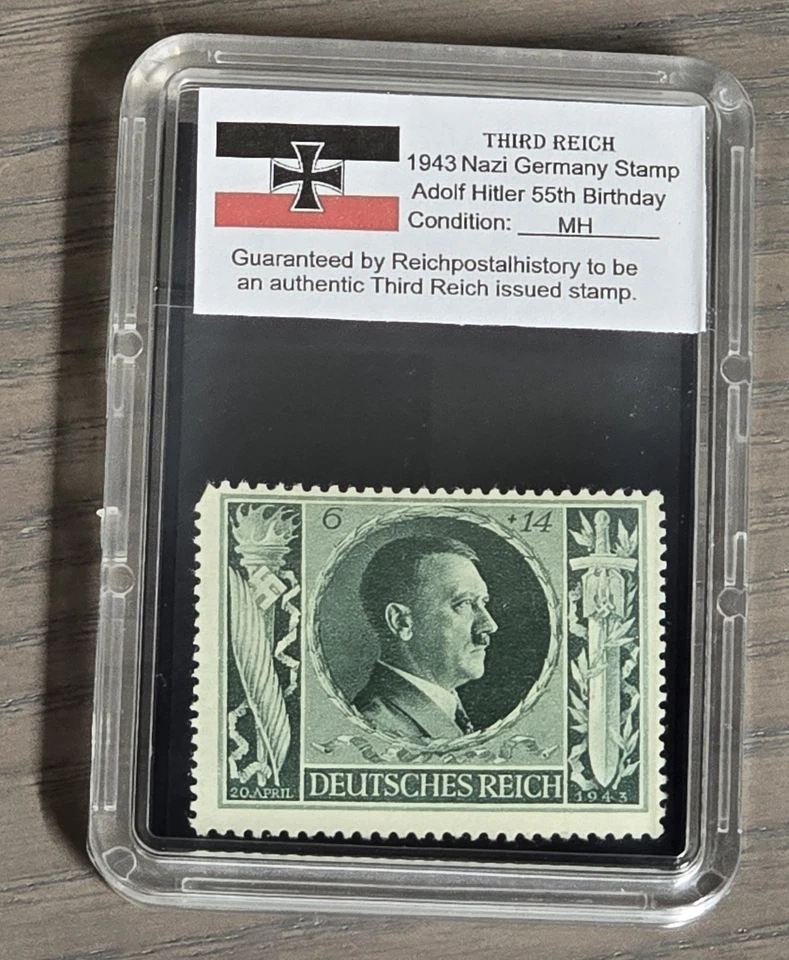 THIRD REICH
1943 Nazi Germany Stamp
Adolf Hitler 55th Birthday
Condition: MH
Guaranteed by Reichpostalhistory to be
an authentic Third Reich issued stamp.
6 +14
20.APRIL DEUTSCHES REICH 1943